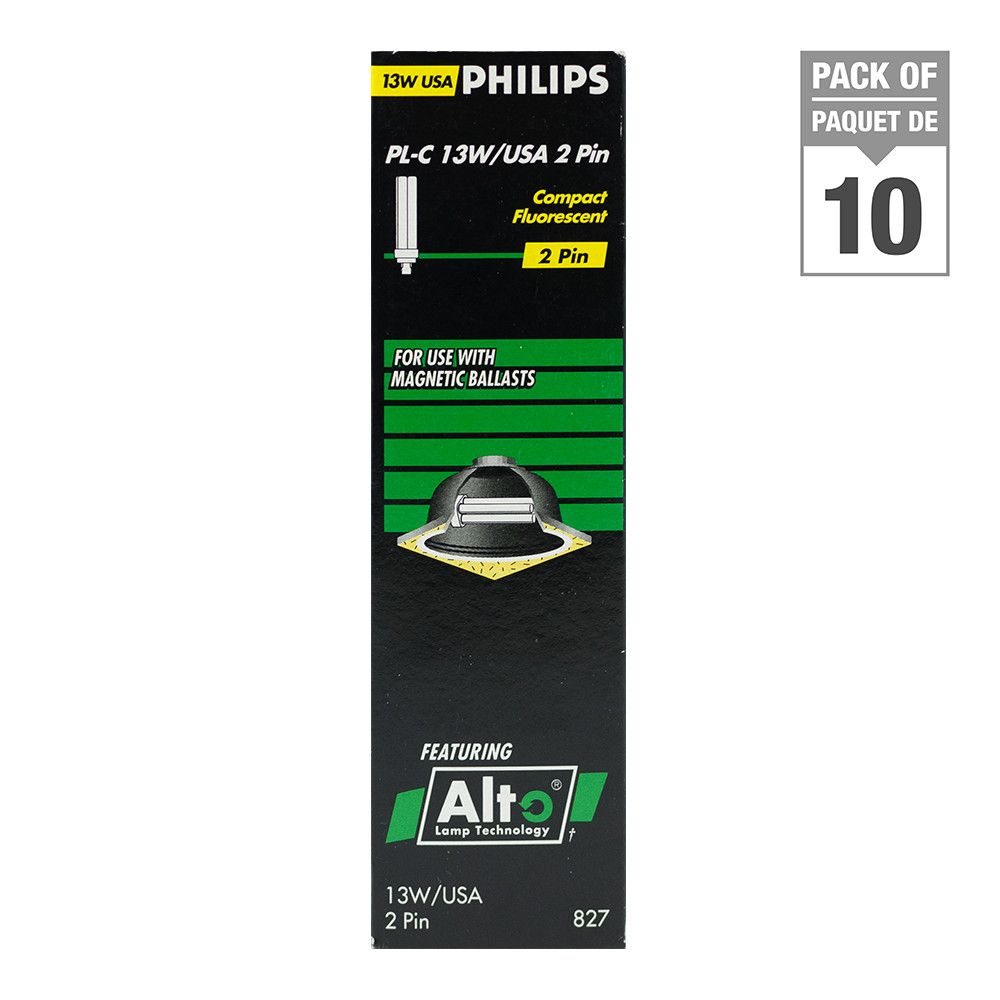 13W USA PHILIPS
PL-C 13W/USA 2 Pin
Compact
Fluorescent
2 Pin
FOR USE WITH
MAGNETIC BALLASTS
FEATURING
Alto®
Lamp Technology †
13W/USA
2 Pin 827
PACK OF
PAQUET DE
10